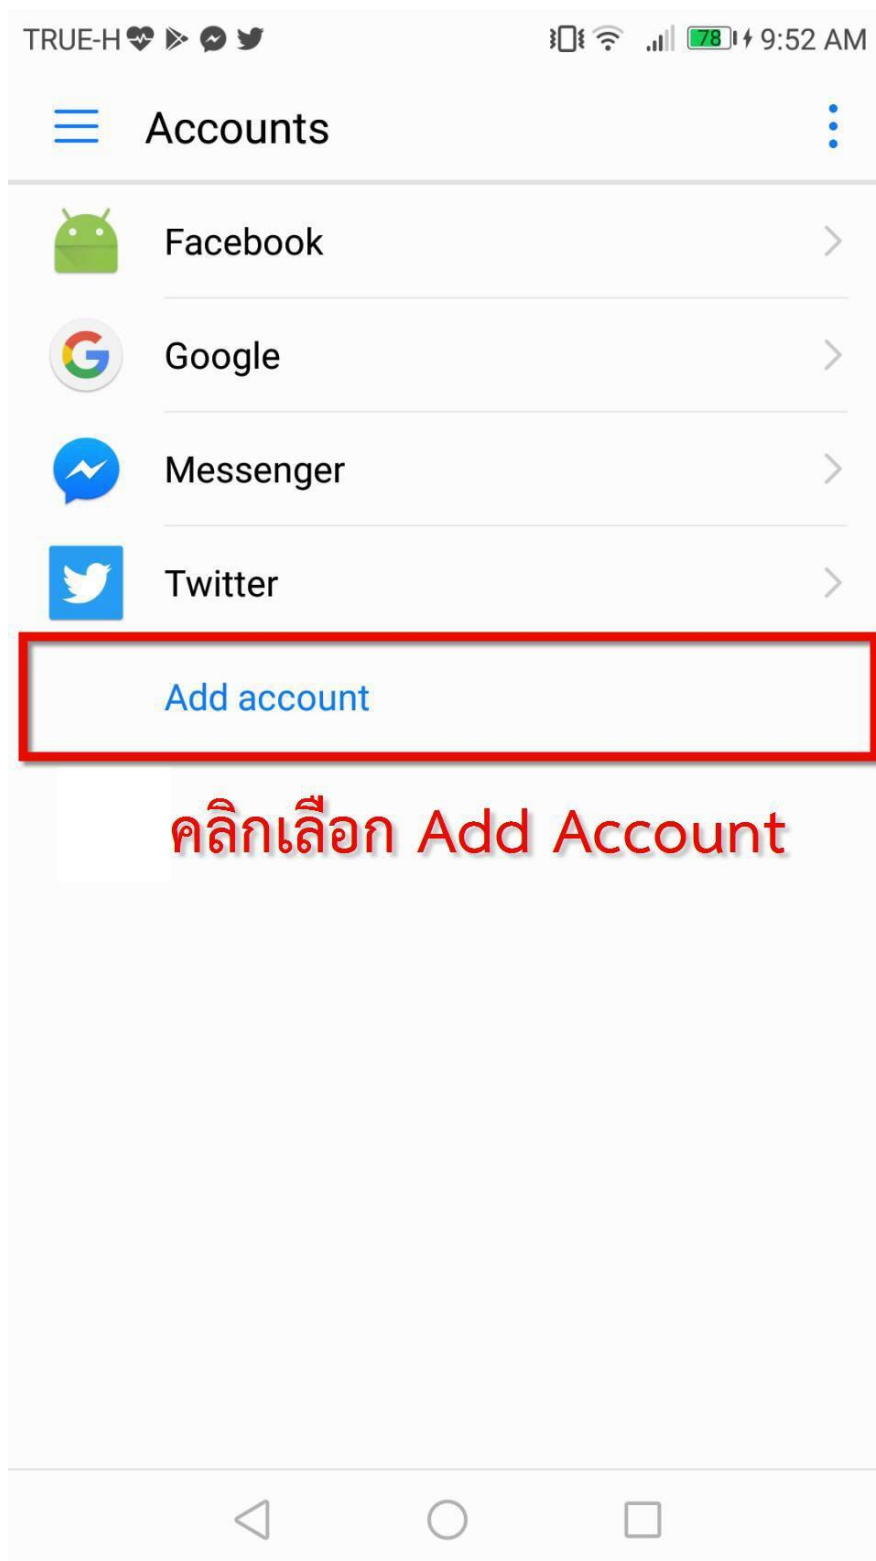 TRUE-H 78 9:52 AM
Accounts
Facebook
Google
Messenger
Twitter
Add account
คลิกเลือก Add Account